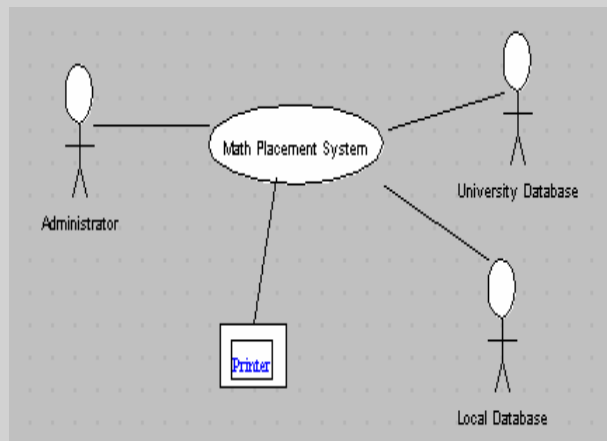 Math Placement System
University Database
Administrator
Printer
Local Database